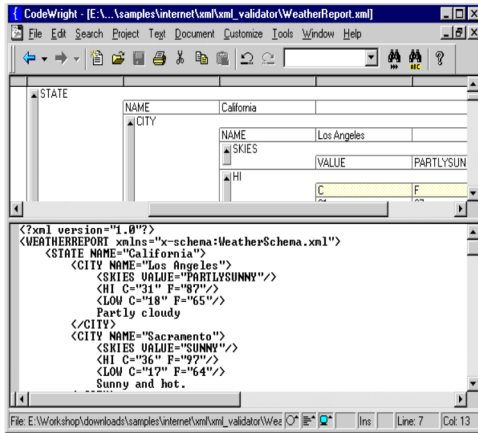 CodeWright - [E:\...\samples\internet\xml\xml_validator\WeatherReport.xml]
File Edit Search Project Text Document Customize Tools Window Help
ABC
STATE
NAME California
CITY
NAME Los Angeles
SKIES
VALUE PARTLYSUN
HI
C F
<?xml version="1.0"?>
<WEATHERREPORT xmlns="x-schema:WeatherSchema.xml">
<STATE NAME="California">
<CITY NAME="Los Angeles">
<SKIES VALUE="PARTLYSUNNY"/>
<HI C="31" F="87"/>
<LOW C="18" F="65"/>
Partly cloudy
</CITY>
<CITY NAME="Sacramento">
<SKIES VALUE="SUNNY"/>
<HI C="36" F="97"/>
<LOW C="17" F="64"/>
Sunny and hot.
File: E:\Workshop\downloads\samples\internet\xml\xml_validator\Wea Ins Line: 7 Col: 13